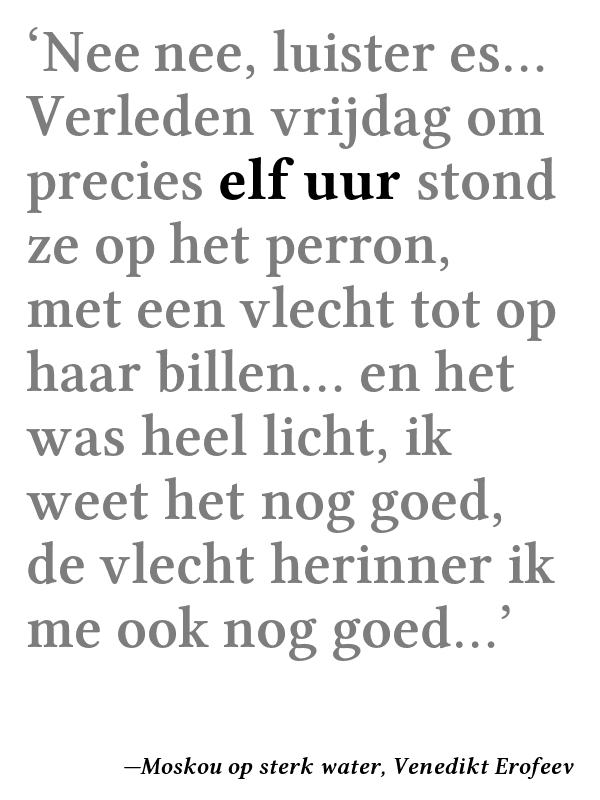 ‘Nee nee, luister es...
Verleden vrijdag om
precies elf uur stond
ze op het perron,
met een vlecht tot op
haar billen... en het
was heel licht, ik
weet het nog goed,
de vlecht herinner ik
me ook nog goed...’
—Moskou op sterk water, Venedikt Erofeev